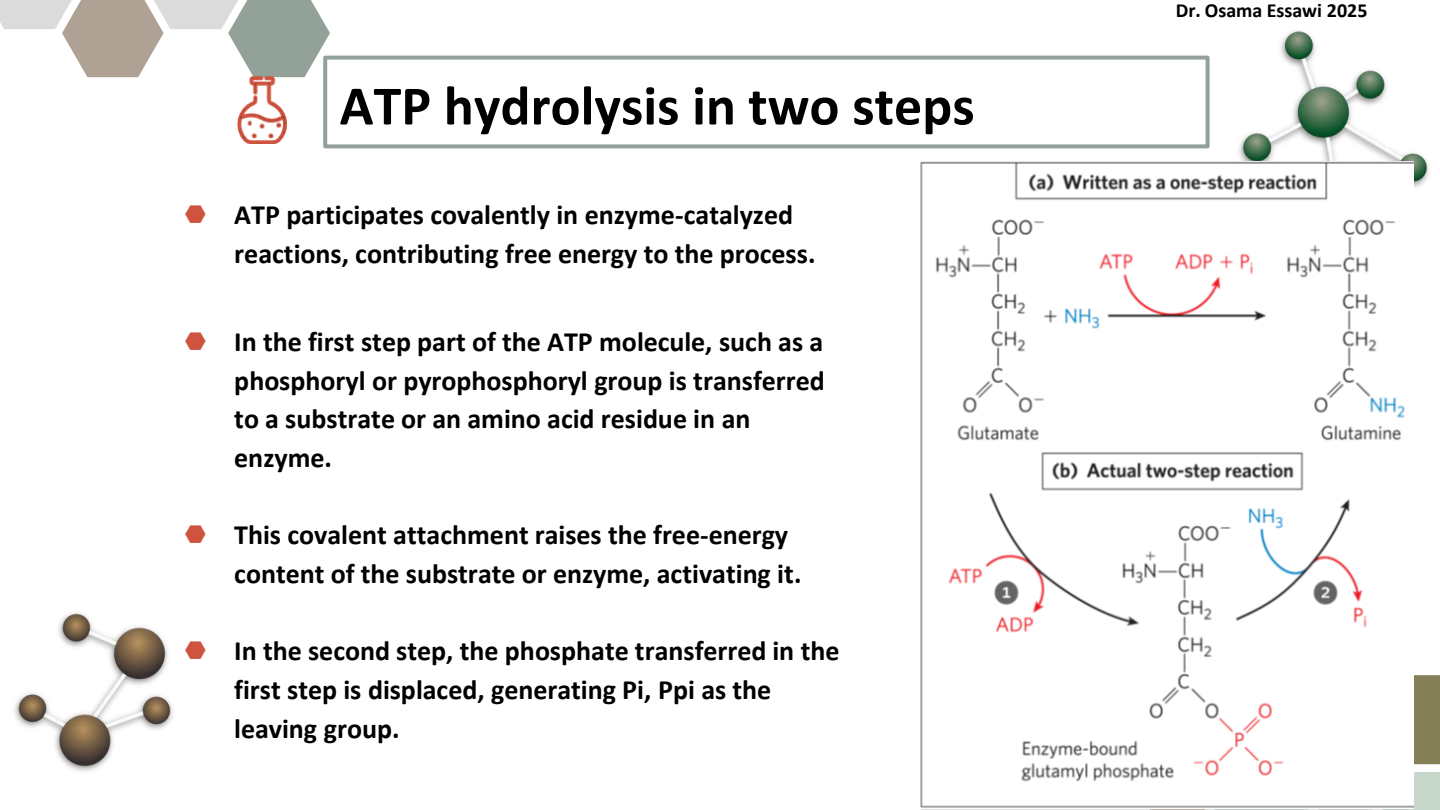 Dr. Osama Essawi 2025
ATP hydrolysis in two steps
ATP participates covalently in enzyme-catalyzed
reactions, contributing free energy to the process.
In the first step part of the ATP molecule, such as a
phosphoryl or pyrophosphoryl group is transferred
to a substrate or an amino acid residue in an
enzyme.
This covalent attachment raises the free-energy
content of the substrate or enzyme, activating it.
In the second step, the phosphate transferred in the
first step is displaced, generating Pi, Ppi as the
leaving group.
(a) Written as a one-step reaction
COO⁻ COO⁻
H₃N⁺—CH ATP ADP + Pᵢ H₃N⁺—CH
CH₂ CH₂
+ NH₃
CH₂ CH₂
C C
O O⁻ O NH₂
Glutamate Glutamine
(b) Actual two-step reaction
NH₃
COO⁻
ATP H₃N⁺—CH
1 2
ADP CH₂ Pᵢ
CH₂
C
O O O
P
Enzyme-bound
glutamyl phosphate ⁻O O⁻